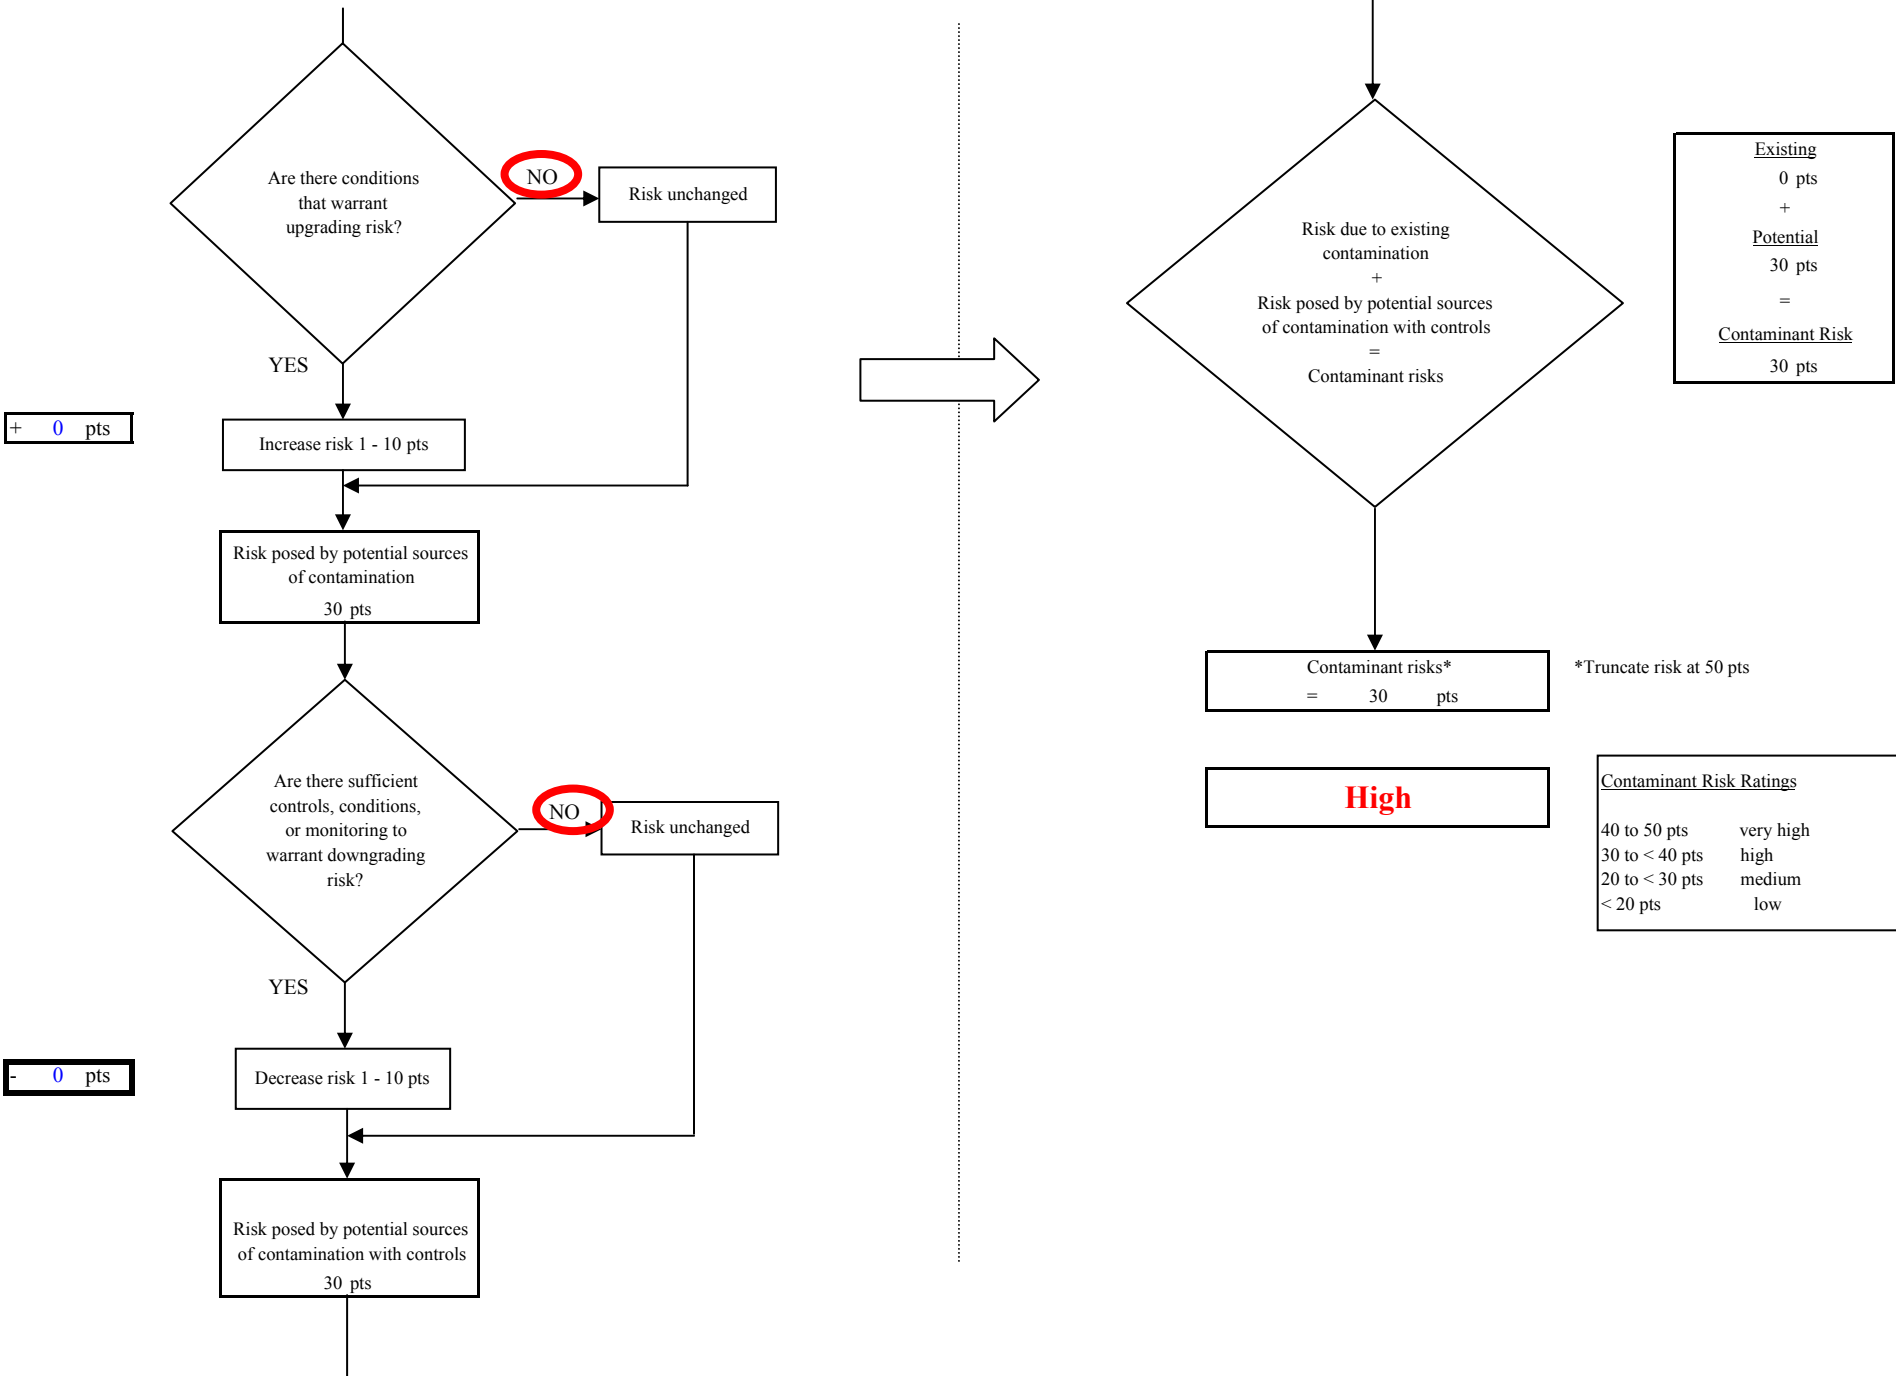 Are there conditions
that warrant
upgrading risk?
NO
Risk unchanged
YES
+ 0 pts
Increase risk 1 - 10 pts
Risk posed by potential sources
of contamination
30 pts
Are there sufficient
controls, conditions,
or monitoring to
warrant downgrading
risk?
NO
Risk unchanged
YES
- 0 pts
Decrease risk 1 - 10 pts
Risk posed by potential sources
of contamination with controls
30 pts
Risk due to existing
contamination
+
Risk posed by potential sources
of contamination with controls
=
Contaminant risks
Existing
0 pts
+
Potential
30 pts
=
Contaminant Risk
30 pts
Contaminant risks*
= 30 pts
*Truncate risk at 50 pts
High
Contaminant Risk Ratings
40 to 50 pts very high
30 to < 40 pts high
20 to < 30 pts medium
< 20 pts low